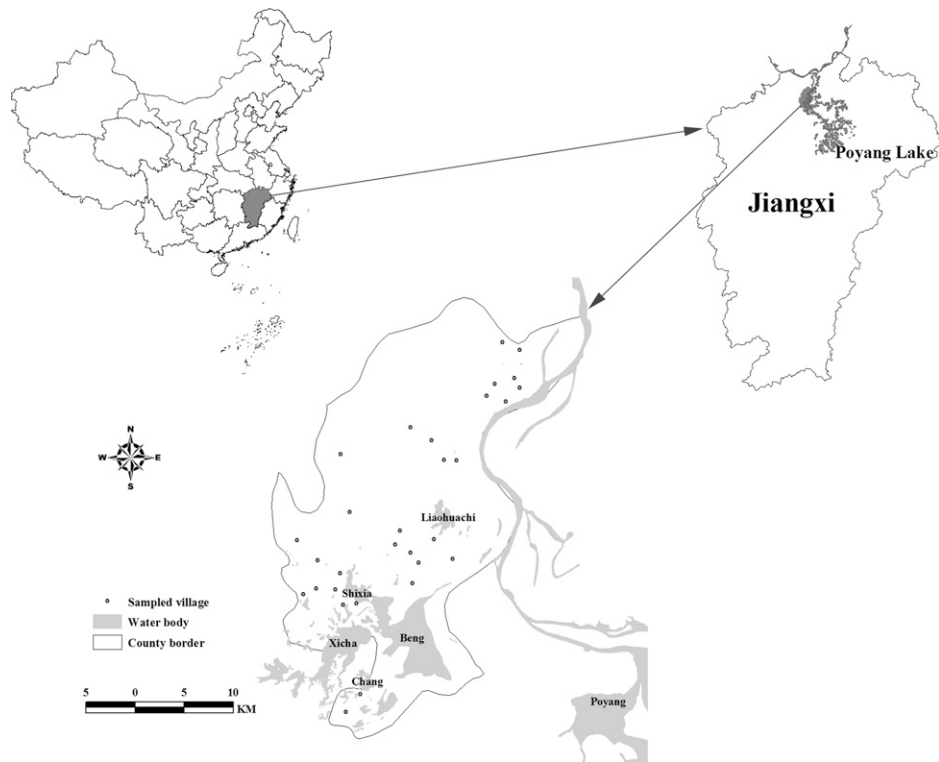 Poyang Lake
Jiangxi
N
W E
S
Liaohuachi
Shixia
Sampled village
Water body
Beng
Xicha
County border
Chang
5 0 5 10
KM
Poyang